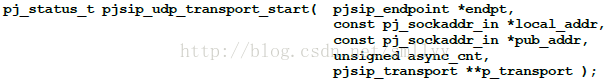 pj_status_t pjsip_udp_transport_start( pjsip_endpoint *endpt,
const pj_sockaddr_in *local_addr,
const pj_sockaddr_in *pub_addr,
unsigned async_cnt,
pjsip_transport **p_transport );